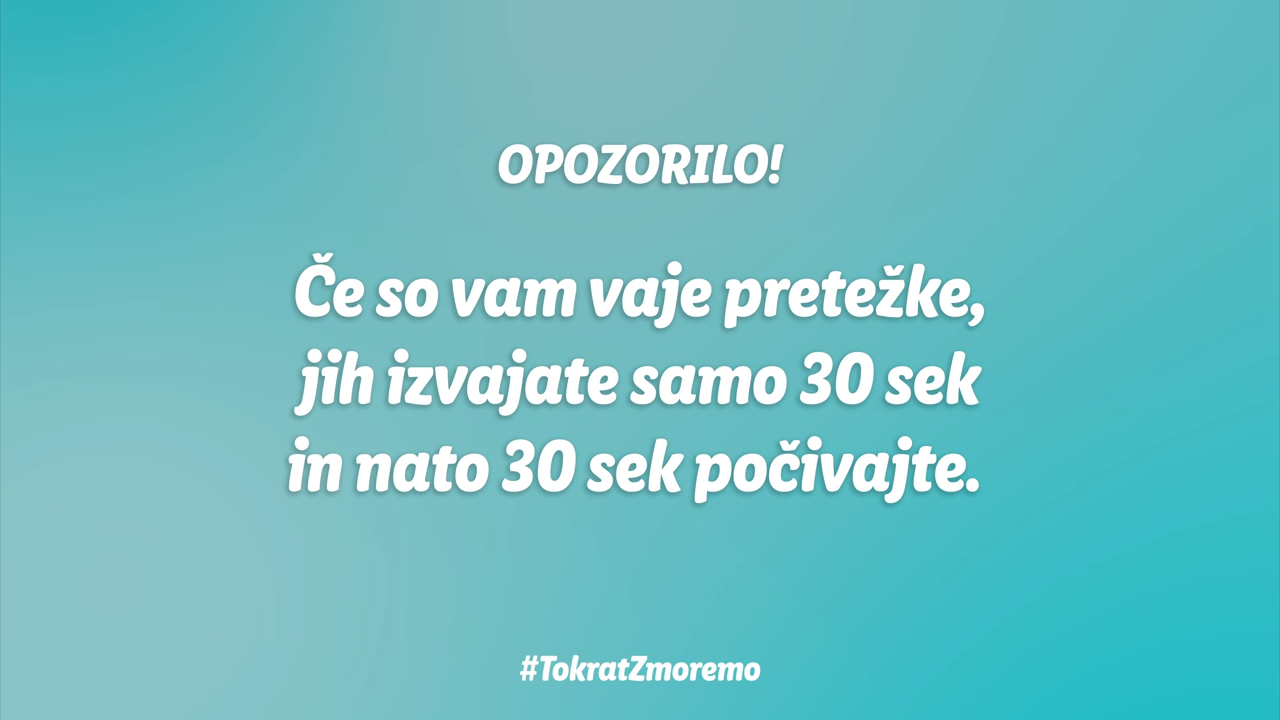 OPOZORILO!
Če so vam vaje pretežke,
jih izvajate samo 30 sek
in nato 30 sek počivajte.
#TokratZmoremo